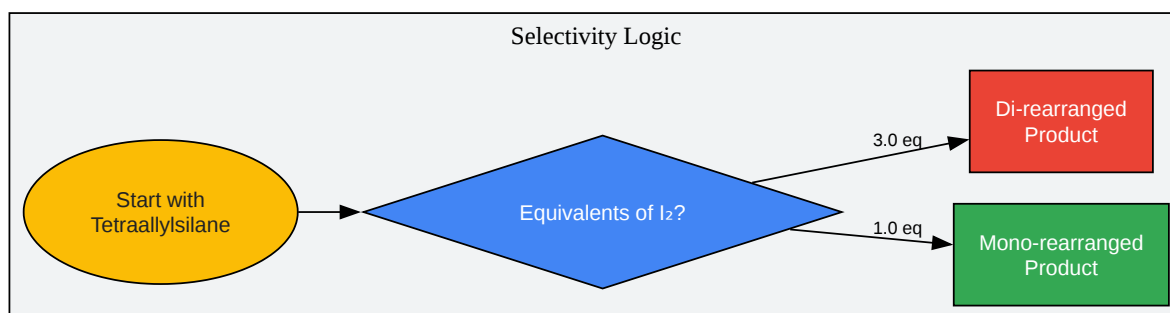 Selectivity Logic
Start with
Tetraallylsilane
Equivalents of I₂?
3.0 eq
Di-rearranged
Product
1.0 eq
Mono-rearranged
Product